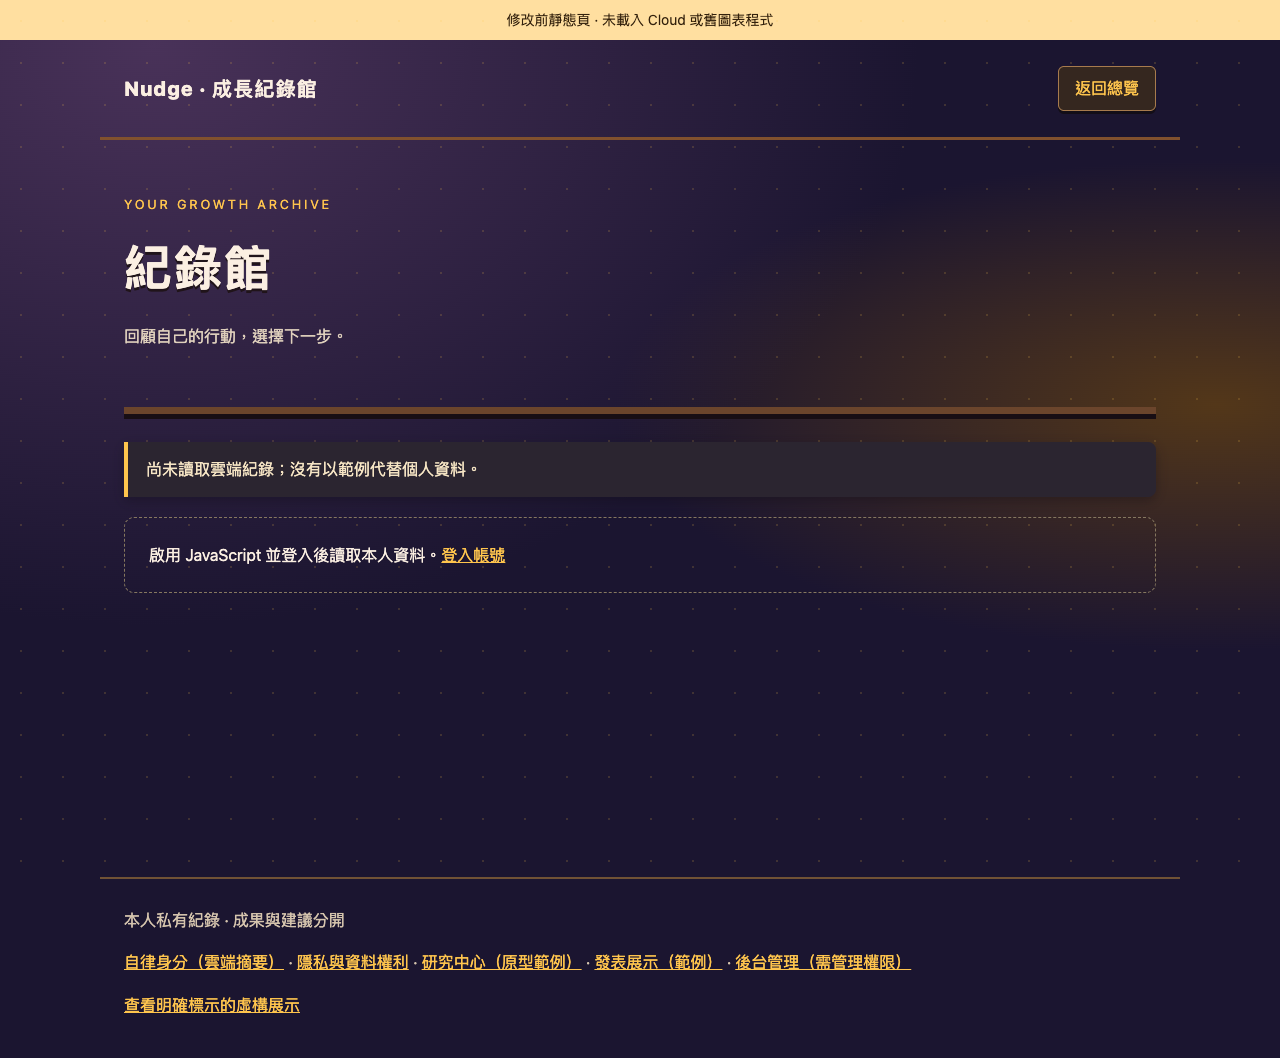 修改前靜態頁 · 未載入 Cloud 或舊圖表程式
Nudge · 成長紀錄館
返回總覽
YOUR GROWTH ARCHIVE
紀錄館
回顧自己的行動，選擇下一步。
尚未讀取雲端紀錄；沒有以範例代替個人資料。
啟用 JavaScript 並登入後讀取本人資料。登入帳號
本人私有紀錄 · 成果與建議分開
自律身分（雲端摘要） · 隱私與資料權利 · 研究中心（原型範例） · 發表展示（範例） · 後台管理（需管理權限）
查看明確標示的虛構展示